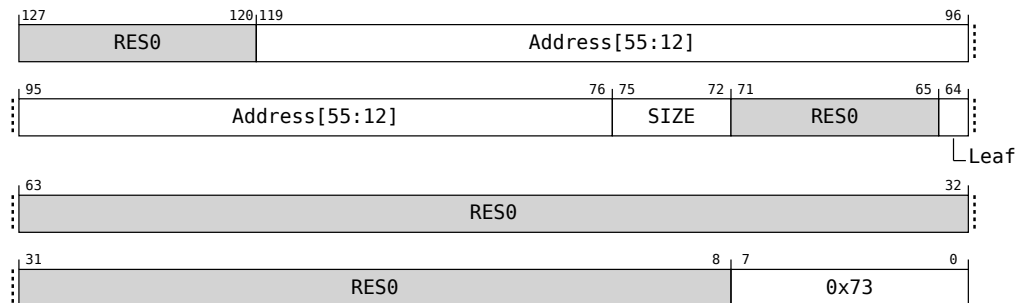 127 120 119 96
RES0 Address[55:12]
95 76 75 72 71 65 64
Address[55:12] SIZE RES0
Leaf
63 32
RES0
31 8 7 0
RES0 0x73